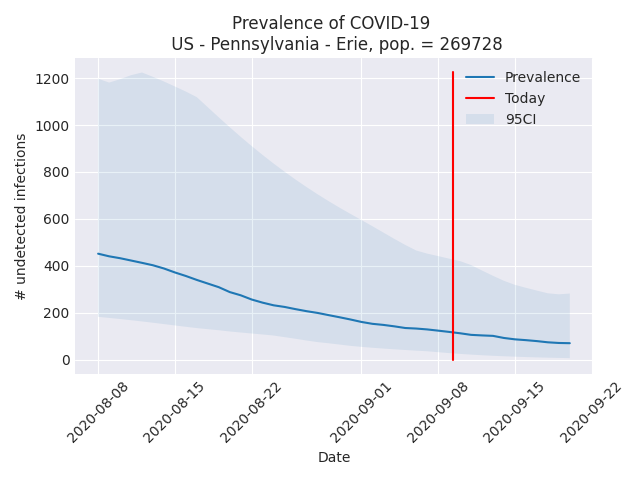 Prevalence of COVID-19
US - Pennsylvania - Erie, pop. = 269728
Prevalence
Today
95CI
# undetected infections
1200
1000
800
600
400
200
0
2020-08-08
2020-08-15
2020-08-22
2020-09-01
2020-09-08
2020-09-15
2020-09-22
Date